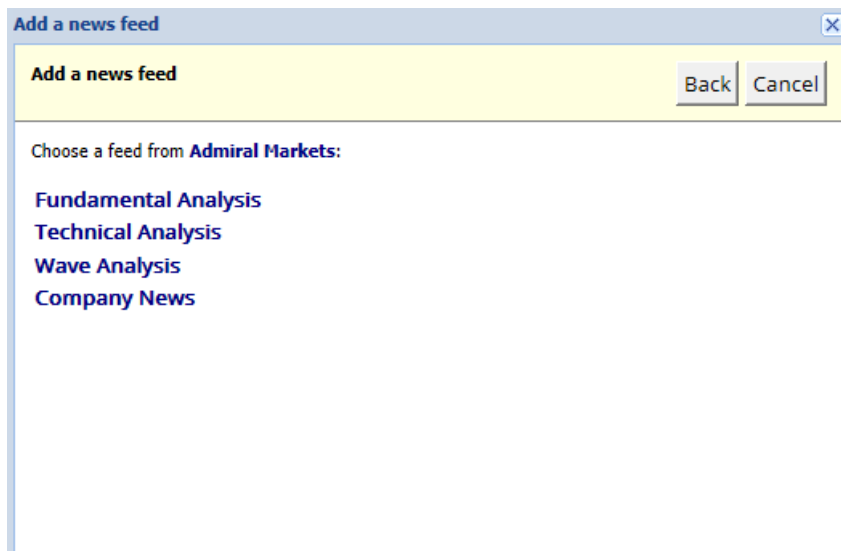 Add a news feed
Add a news feed
Back Cancel
Choose a feed from Admiral Markets:
Fundamental Analysis
Technical Analysis
Wave Analysis
Company News